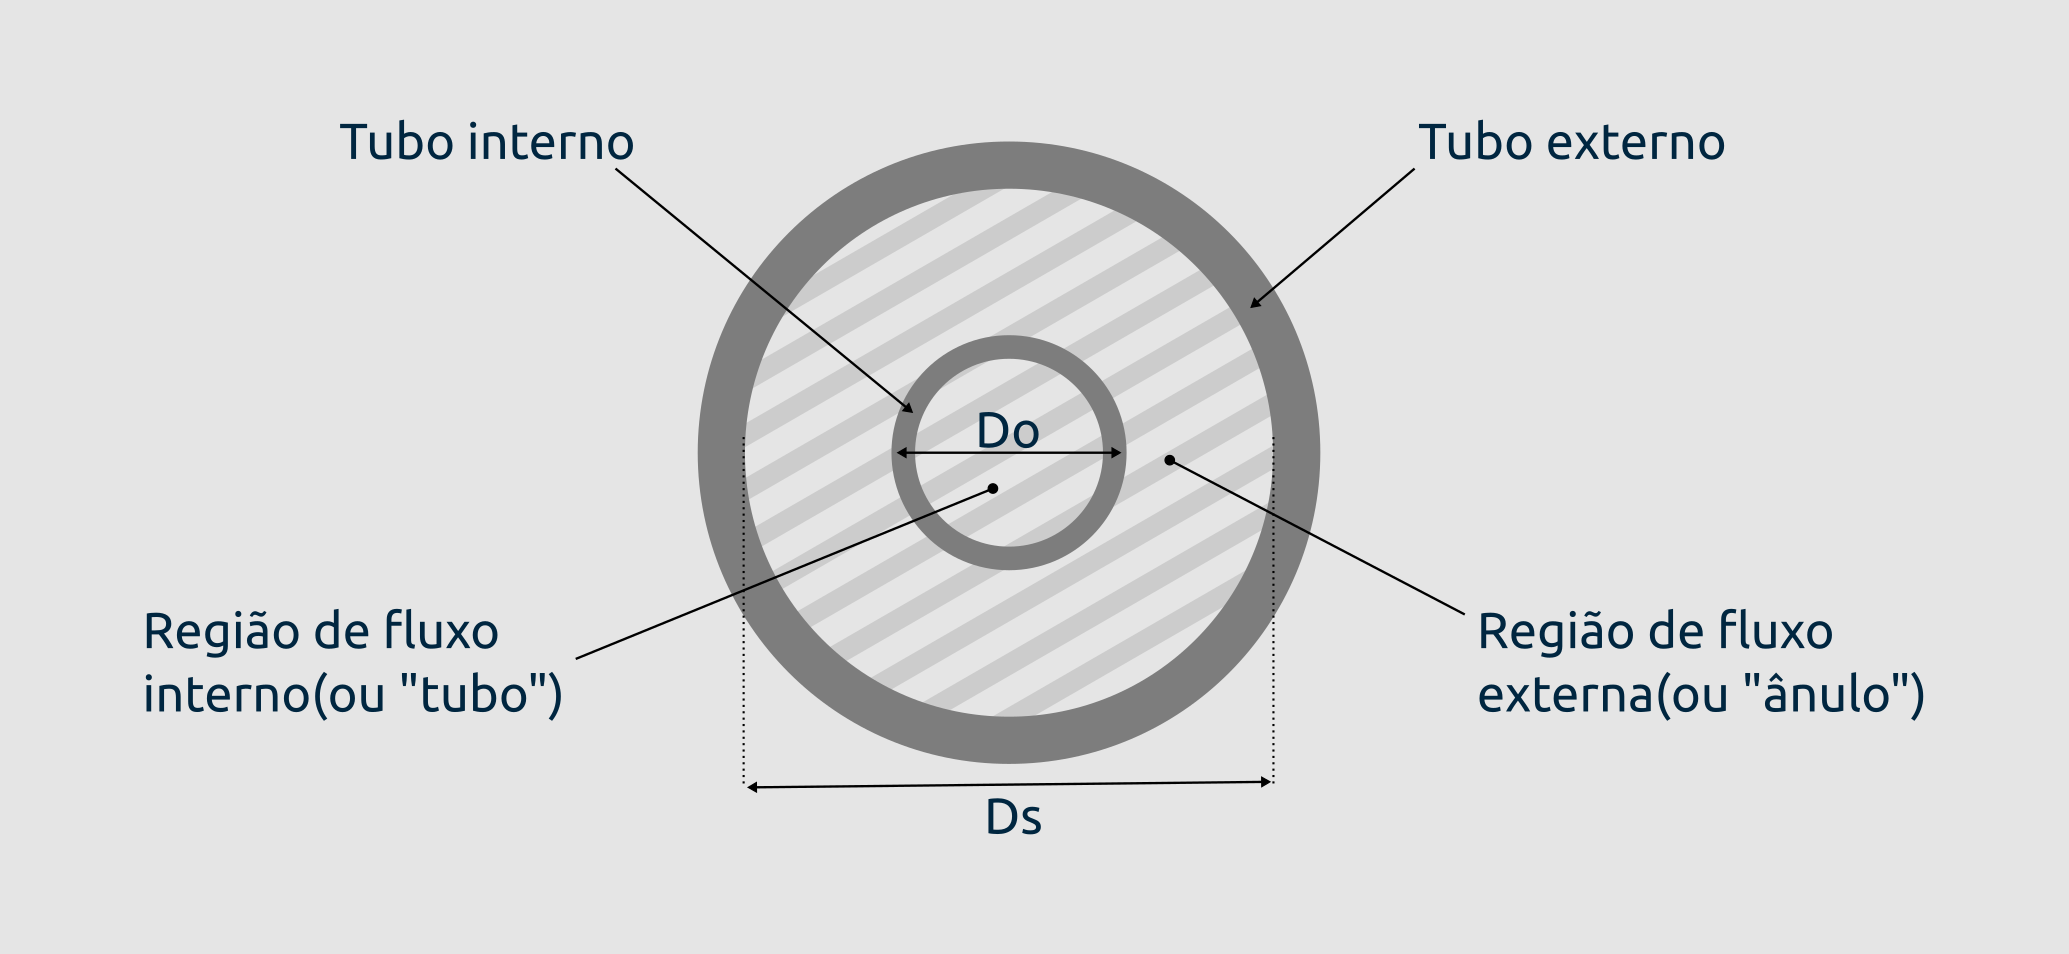 Tubo interno
Tubo externo
Do
Região de fluxo
interno(ou "tubo")
Região de fluxo
externa(ou "ânulo")
Ds